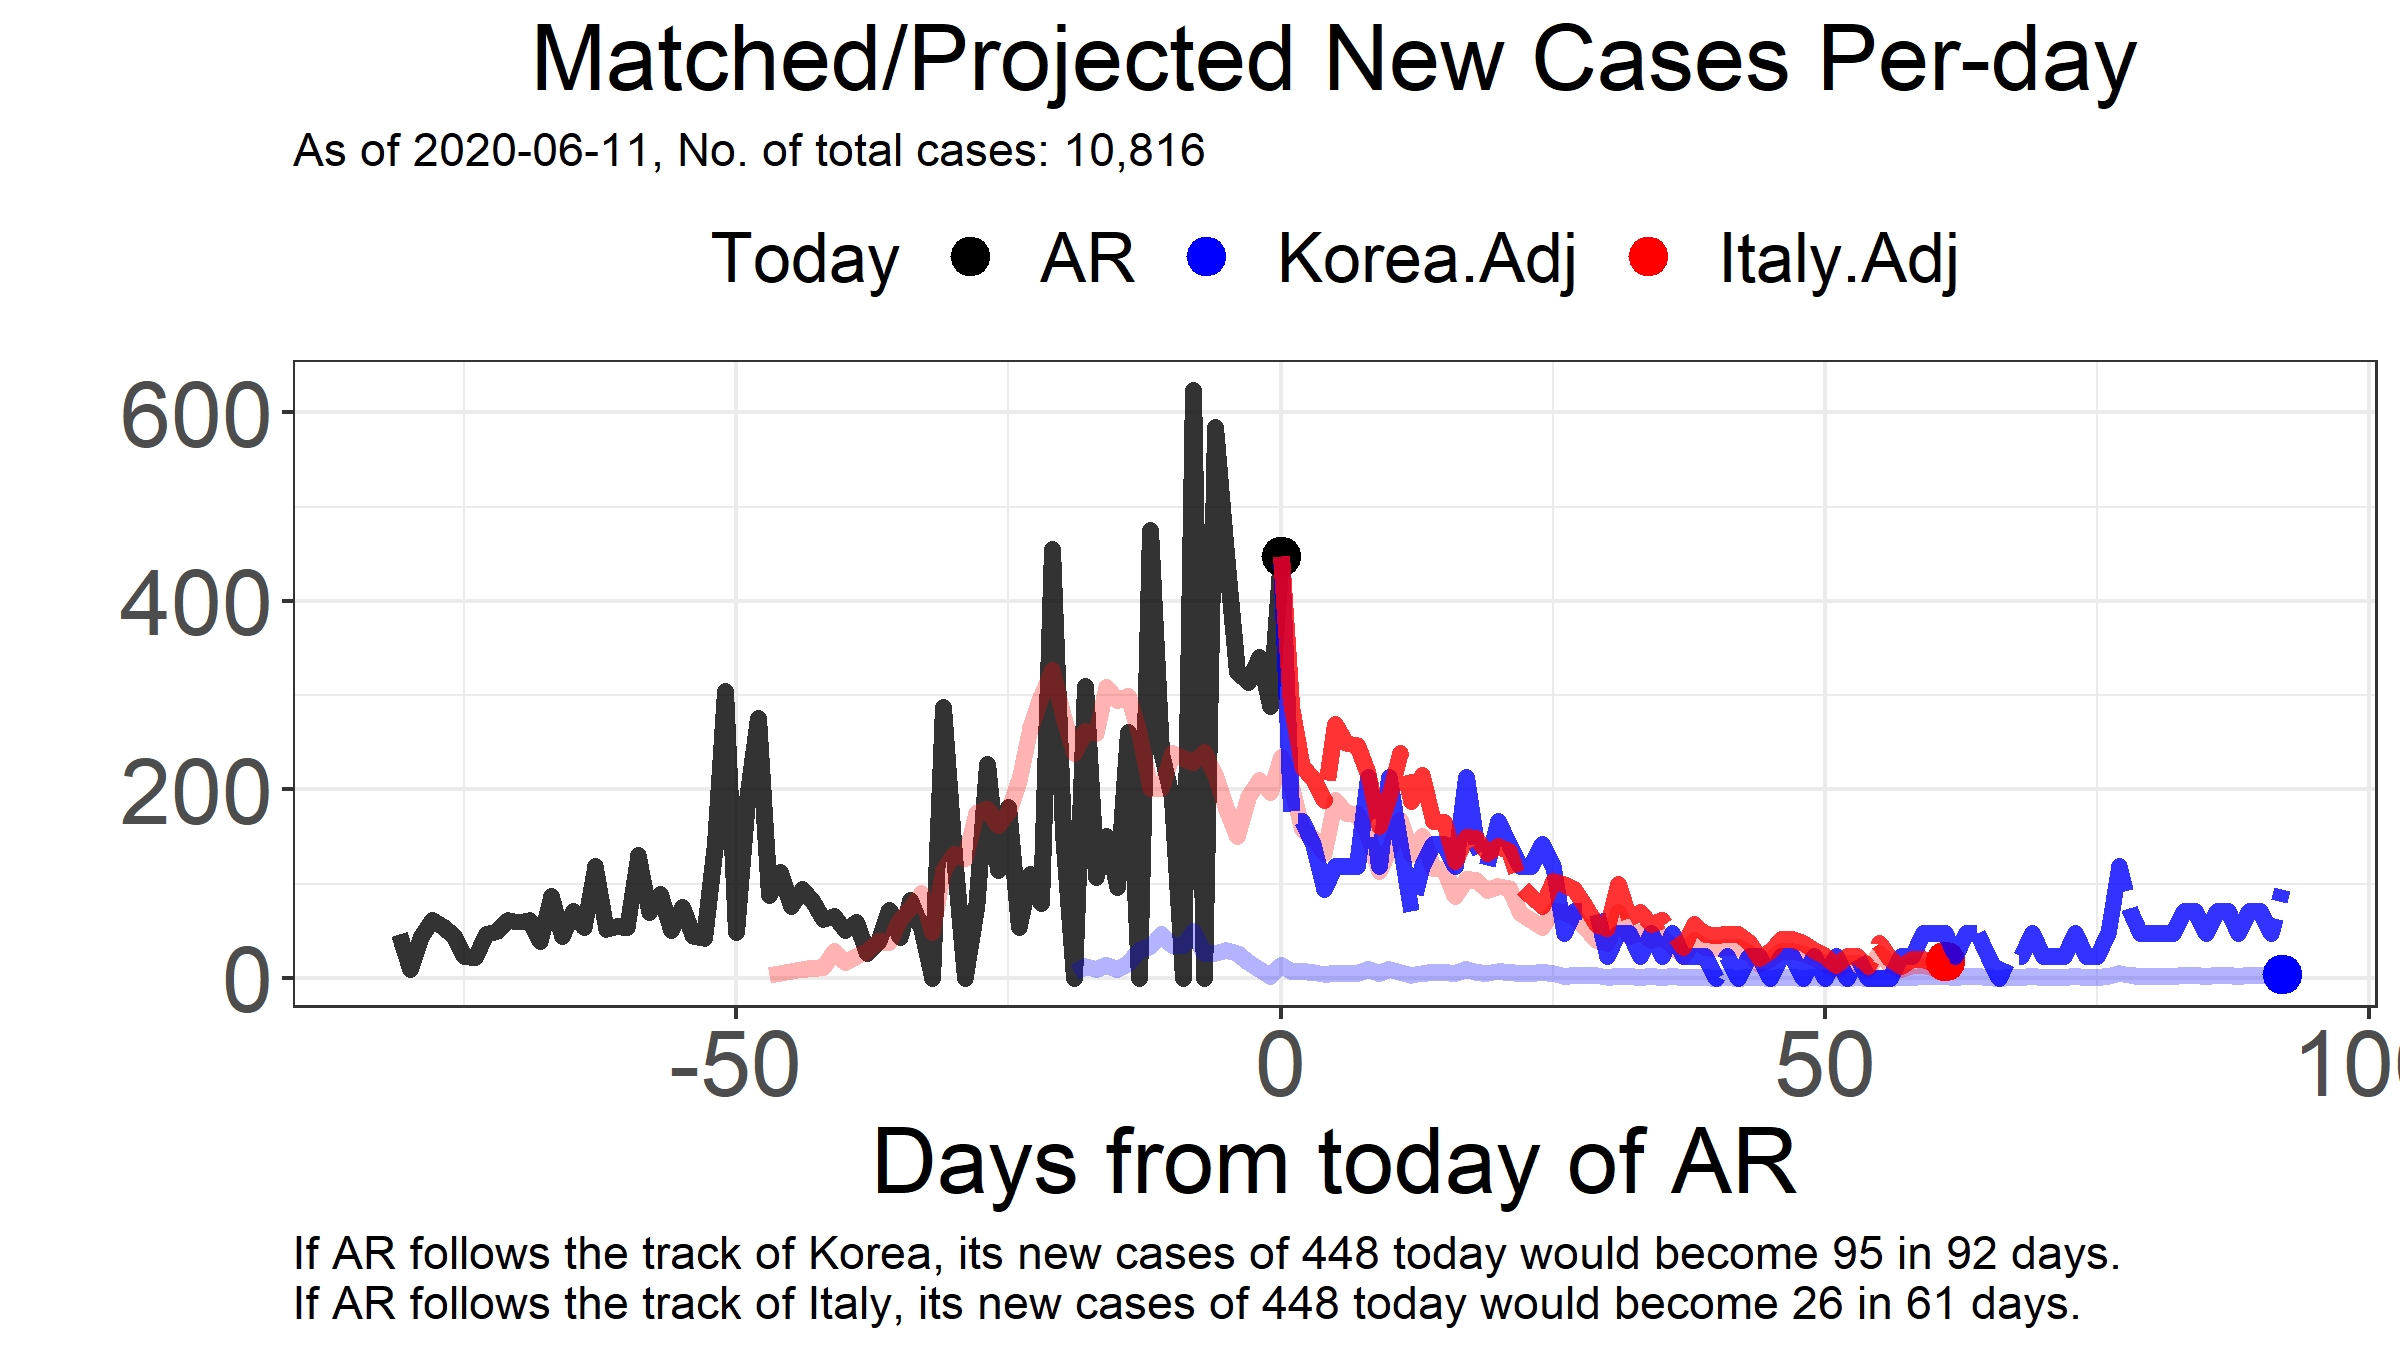 Matched/Projected New Cases Per-day
As of 2020-06-11, No. of total cases: 10,816
Today AR Korea.Adj Italy.Adj
600
400
200
0
-50 0 50 100
Days from today of AR
If AR follows the track of Korea, its new cases of 448 today would become 95 in 92 days.
If AR follows the track of Italy, its new cases of 448 today would become 26 in 61 days.